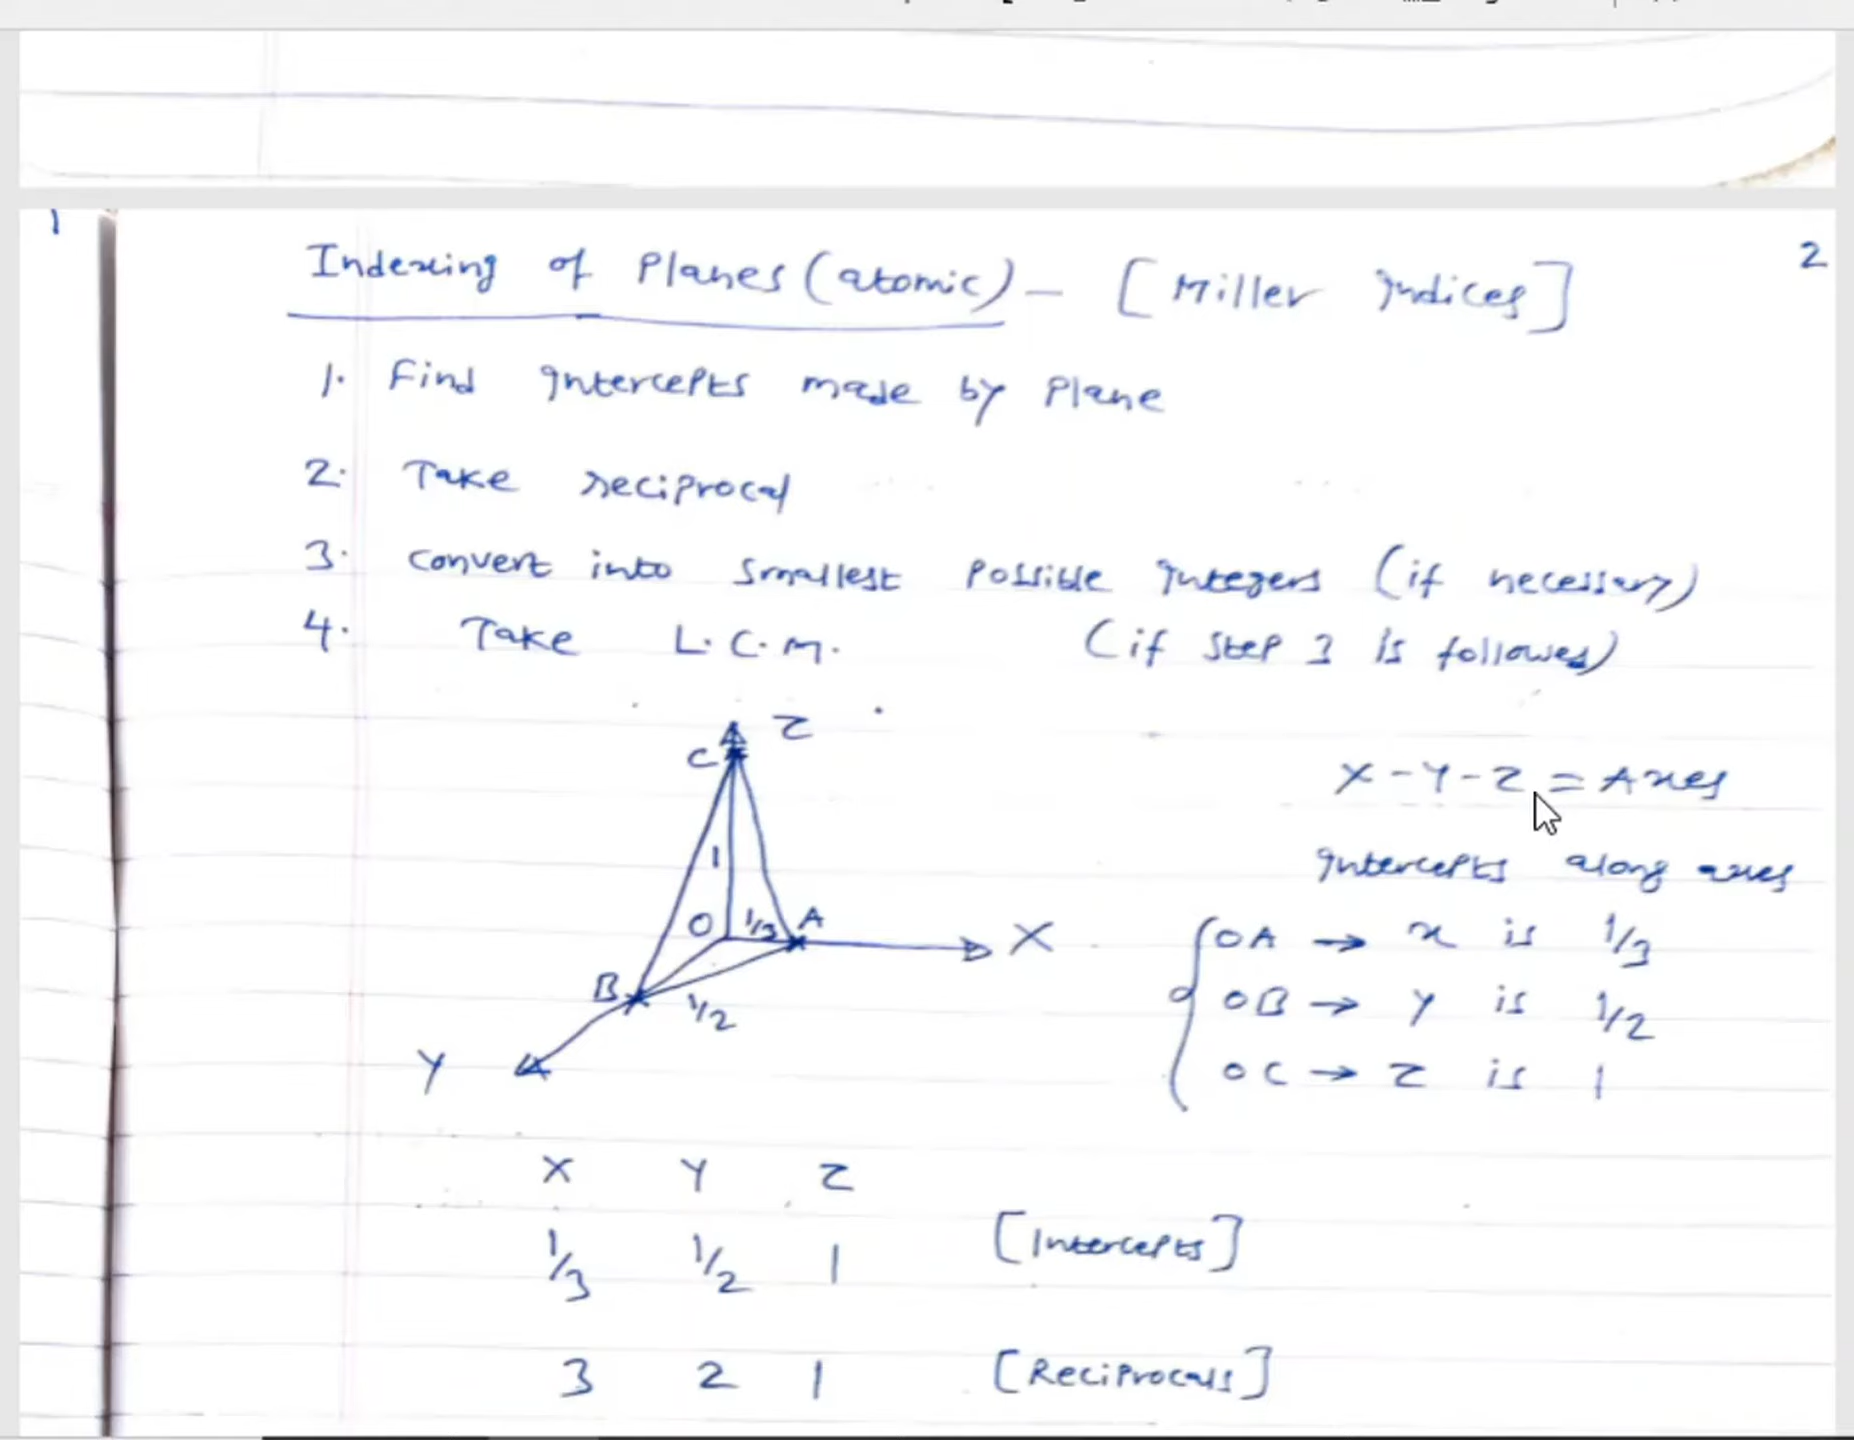 1
2
Indexing of Planes (atomic) - [Miller Indices]
1. Find Intercepts made by Plane
2. Take reciprocal
3. Convert into smallest possible Integers (if necessary)
4. Take L.C.M. (if step 3 is followed)
Z
C
1
O 1/3 A
X
B
1/2
Y
X-Y-Z = Axes
Intercepts along axes
OA → x is 1/3
OB → Y is 1/2
OC → Z is 1
X Y Z
1/3 1/2 1 [Intercepts]
3 2 1 [Reciprocals]